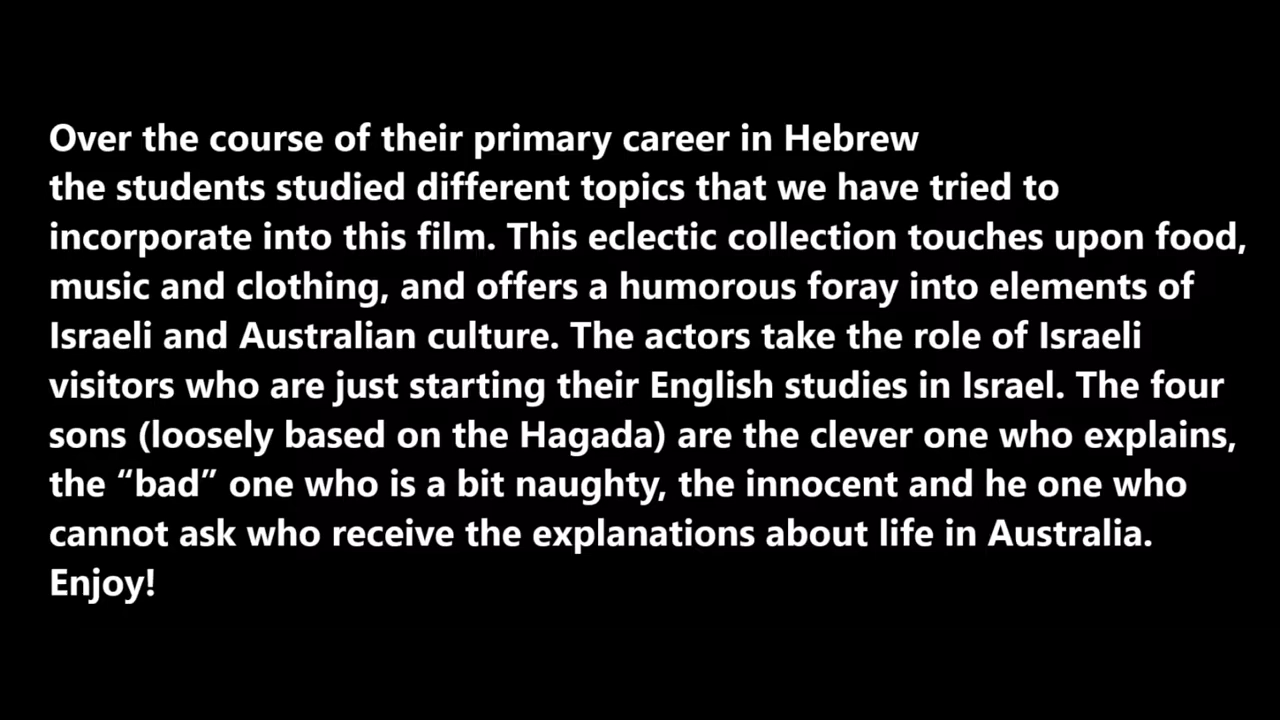 Over the course of their primary career in Hebrew
the students studied different topics that we have tried to
incorporate into this film. This eclectic collection touches upon food,
music and clothing, and offers a humorous foray into elements of
Israeli and Australian culture. The actors take the role of Israeli
visitors who are just starting their English studies in Israel. The four
sons (loosely based on the Hagada) are the clever one who explains,
the “bad” one who is a bit naughty, the innocent and he one who
cannot ask who receive the explanations about life in Australia.
Enjoy!